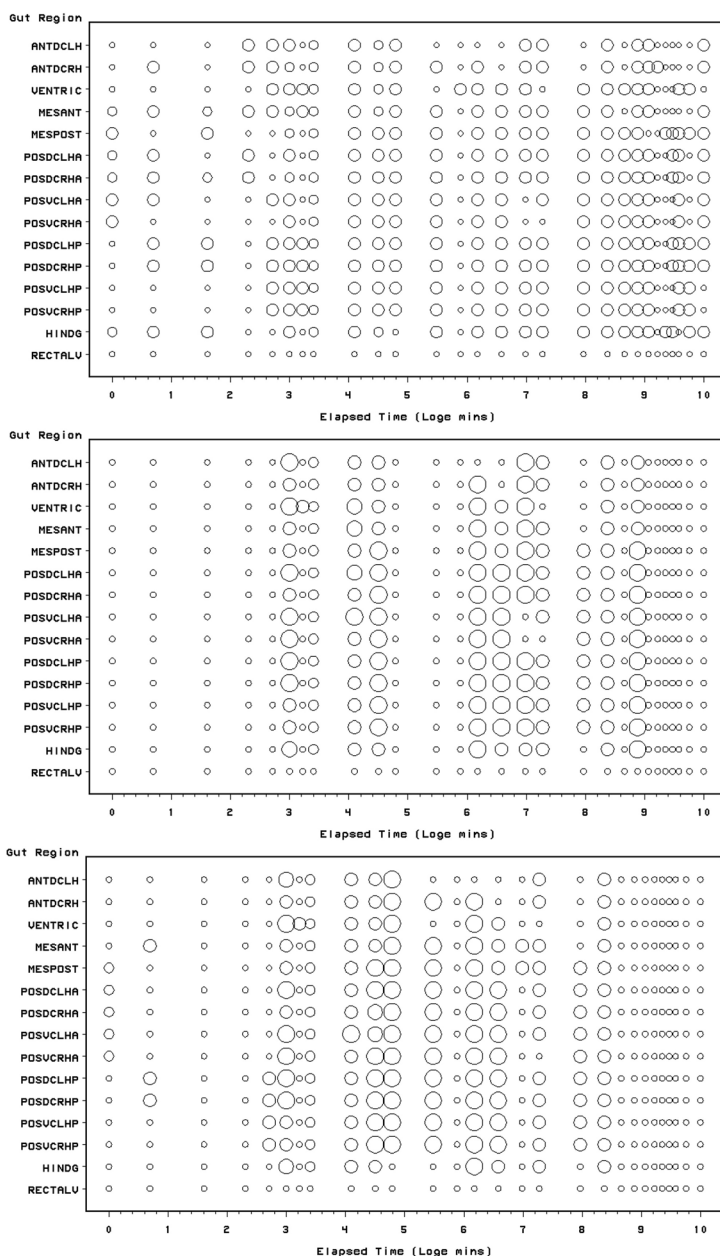 Gut Region
ANTDCLH
ANTDCRH
VENTRIC
MESANT
MESPOST
POSDCLHA
POSDCRHA
POSVCLHA
POSVCRHA
POSDCLHP
POSDCRHP
POSVCLHP
POSVCRHP
HINDG
RECTALV
0 1 2 3 4 5 6 7 8 9 10
Elapsed Time (Loge mins)
Gut Region
ANTDCLH
ANTDCRH
VENTRIC
MESANT
MESPOST
POSDCLHA
POSDCRHA
POSVCLHA
POSVCRHA
POSDCLHP
POSDCRHP
POSVCLHP
POSVCRHP
HINDG
RECTALV
0 1 2 3 4 5 6 7 8 9 10
Elapsed Time (Loge mins)
Gut Region
ANTDCLH
ANTDCRH
VENTRIC
MESANT
MESPOST
POSDCLHA
POSDCRHA
POSVCLHA
POSVCRHA
POSDCLHP
POSDCRHP
POSVCLHP
POSVCRHP
HINDG
RECTALV
0 1 2 3 4 5 6 7 8 9 10
Elapsed Time (Loge mins)